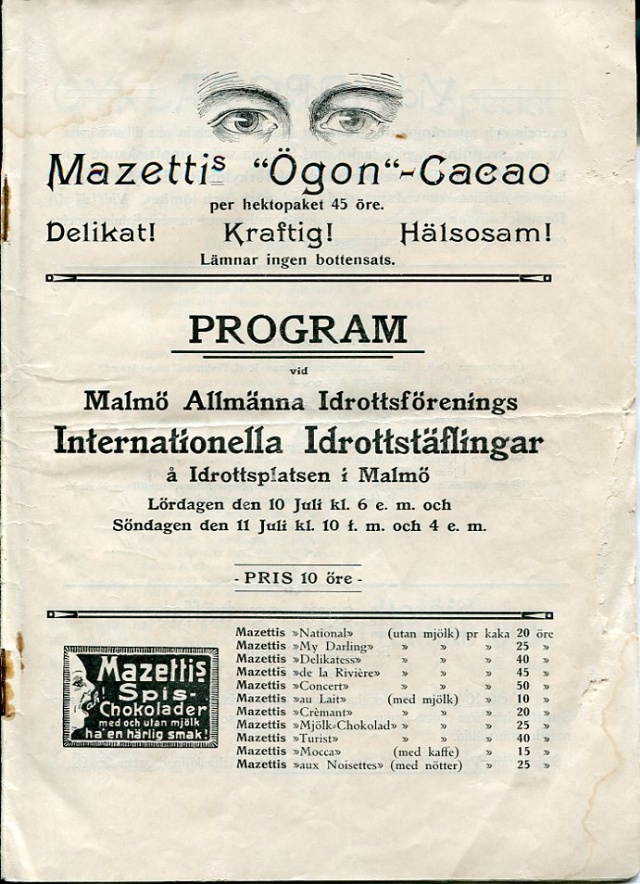 Mazettis "Ögon"-Cacao
per hektopaket 45 öre.
Delikat! Kraftig! Hälsosam!
Lämnar ingen bottensats.
PROGRAM
vid
Malmö Allmänna Idrottsförenings
Internationella Idrottstäflingar
å Idrottsplatsen i Malmö
Lördagen den 10 Juli kl. 6 e. m. och
Söndagen den 11 Juli kl. 10 f. m. och 4 e. m.
- PRIS 10 öre -
Mazettis
Spis-
Chokolader
med och utan mjölk
ha'en härlig smak!
Mazettis »National» (utan mjölk) pr kaka 20 öre
Mazettis »My Darling» » » » 25 »
Mazettis »Delikatess» » » » 40 »
Mazettis »de la Rivière» » » » 45 »
Mazettis »Concert» » » » 50 »
Mazettis »au Lait» (med mjölk) » 10 »
Mazettis »Crèmant» » » » 20 »
Mazettis »Mjölk-Chokolad» » » » 25 »
Mazettis »Turist» » » » 40 »
Mazettis »Mocca» (med kaffe) » 15 »
Mazettis »aux Noisettes» (med nötter) » 25 »